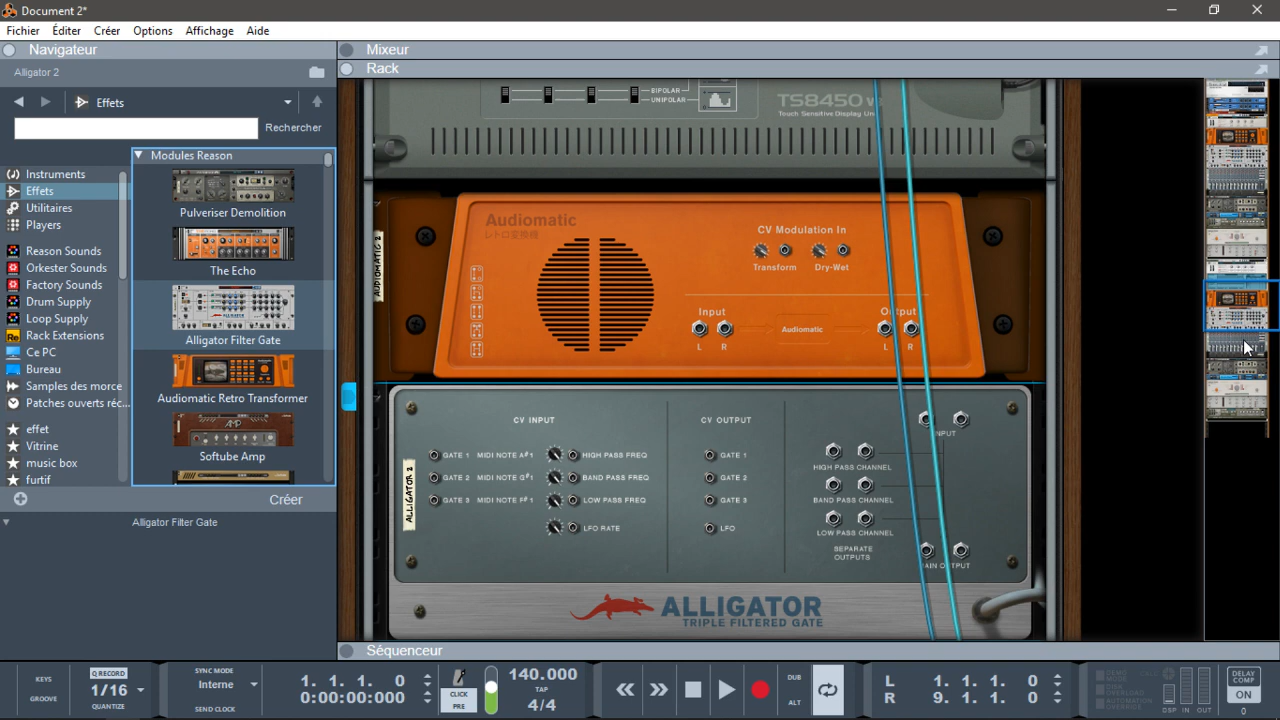 Document 2*
Fichier Éditer Créer Options Affichage Aide
Navigateur
Mixeur
Alligator 2
Rack
Effets
Rechercher
Instruments
Effets
Utilitaires
Players
Reason Sounds
Orkester Sounds
Factory Sounds
Drum Supply
Loop Supply
Rack Extensions
Ce PC
Bureau
Samples des morce
Patches ouverts réc...
effet
Vitrine
music box
furtif
Modules Reason
Pulveriser Demolition
The Echo
Alligator Filter Gate
Audiomatic Retro Transformer
Softube Amp
Créer
Alligator Filter Gate
BIPOLAR
UNIPOLAR
TS8450
Touch Sensitive Display
Audiomatic
レトロ変換機
AUDIOMATIC 2
CV Modulation In
Transform Dry-Wet
Input
Output
L R
Audiomatic
L R
CV INPUT
CV OUTPUT
ALLIGATOR 2
GATE 1 MIDI NOTE A#1 HIGH PASS FREQ
GATE 2 MIDI NOTE G#1 BAND PASS FREQ
GATE 3 MIDI NOTE F#1 LOW PASS FREQ
LFO RATE
GATE 1
GATE 2
GATE 3
LFO
HIGH PASS CHANNEL
BAND PASS CHANNEL
LOW PASS CHANNEL
SEPARATE
OUTPUTS
ALLIGATOR
TRIPLE FILTERED GATE
Séquenceur
KEYS
GROOVE
Q RECORD
1/16
QUANTIZE
SYNC MODE
Interne
SEND CLOCK
1. 1. 1. 0
0:00:00:000
CLICK
PRE
140.000
TAP
4/4
DUB
ALT
L 1. 1. 1. 0
R 9. 1. 1. 0
DSP IN OUT
DELAY
COMP
ON
0